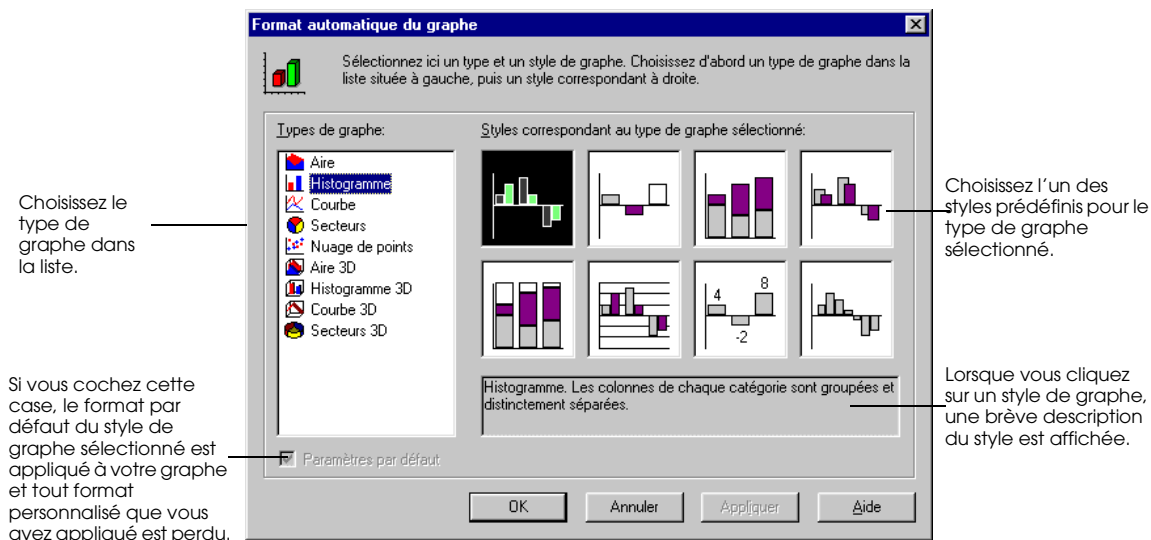 Format automatique du graphe
Sélectionnez ici un type et un style de graphe. Choisissez d'abord un type de graphe dans la
liste située à gauche, puis un style correspondant à droite.
Types de graphe:
Aire
Histogramme
Courbe
Secteurs
Nuage de points
Aire 3D
Histogramme 3D
Courbe 3D
Secteurs 3D
Styles correspondant au type de graphe sélectionné:
4
8
-2
Histogramme. Les colonnes de chaque catégorie sont groupées et
distinctement séparées.
Paramètres par défaut
OK
Annuler
Appliquer
Aide
Choisissez le
type de
graphe dans
la liste.
Si vous cochez cette
case, le format par
défaut du style de
graphe sélectionné est
appliqué à votre graphe
et tout format
personnalisé que vous
avez appliqué est perdu.
Choisissez l'un des
styles prédéfinis pour le
type de graphe
sélectionné.
Lorsque vous cliquez
sur un style de graphe,
une brève description
du style est affichée.